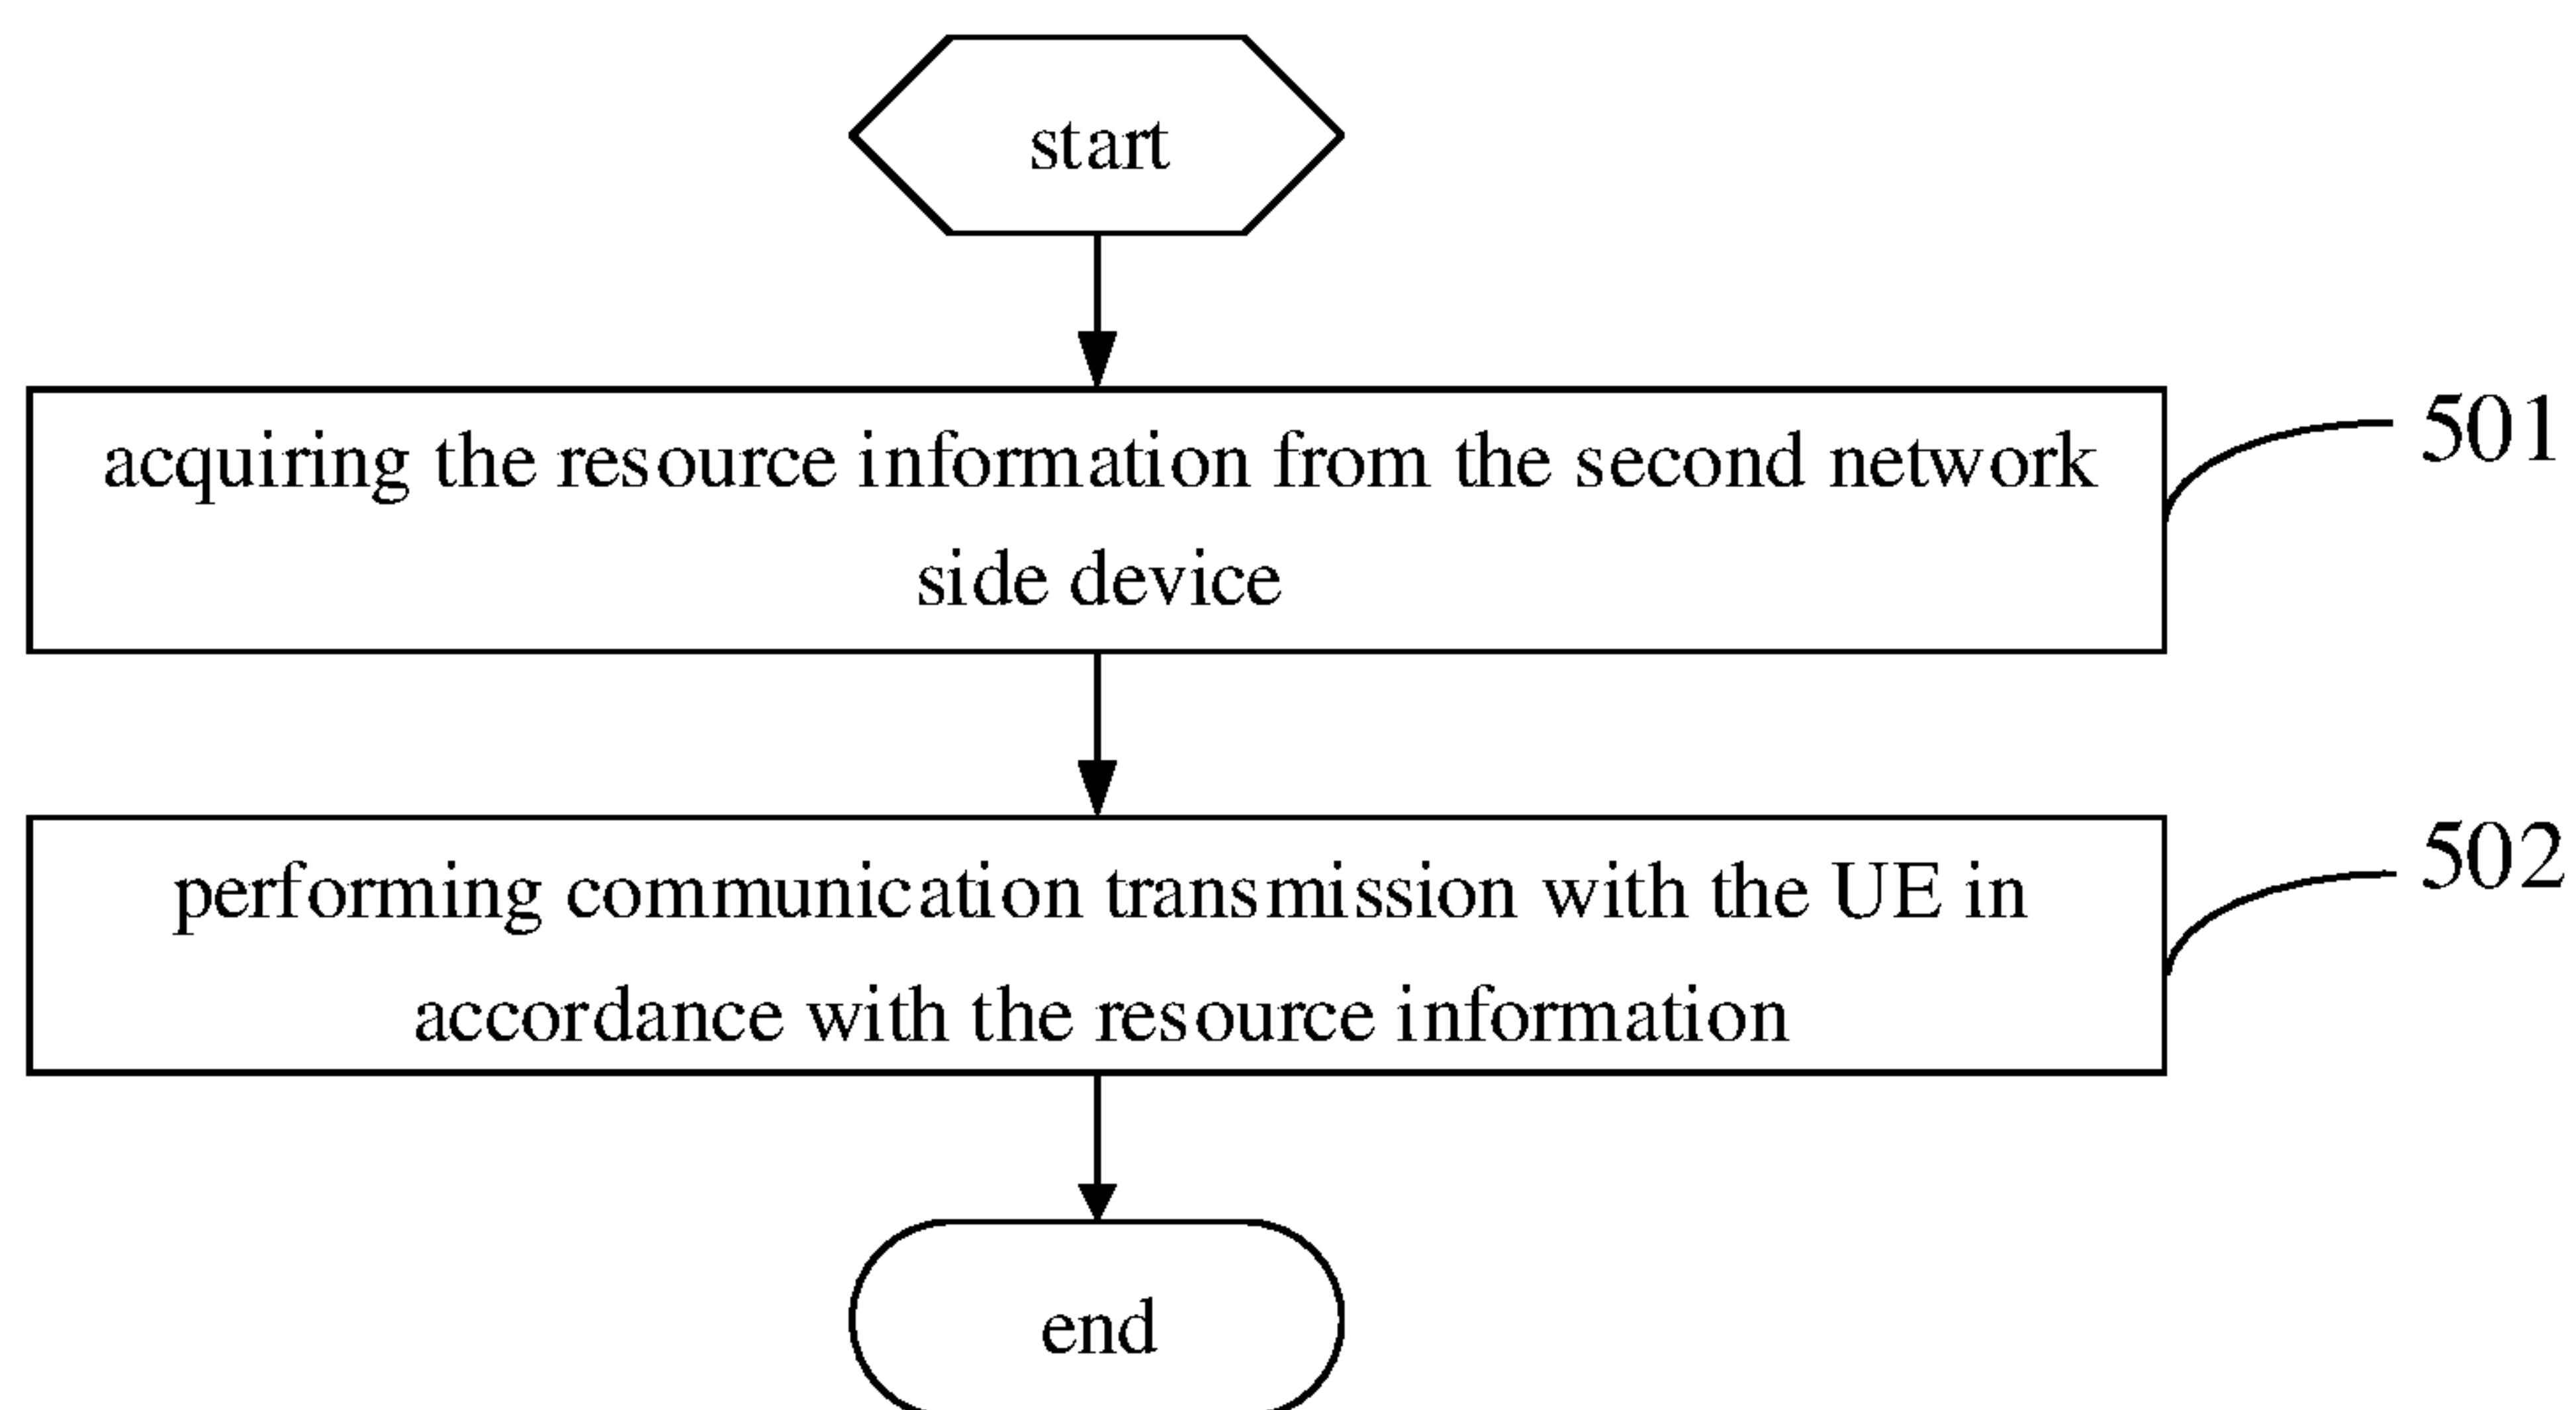 start
acquiring the resource information from the second network
side device
501
performing communication transmission with the UE in
accordance with the resource information
502
end